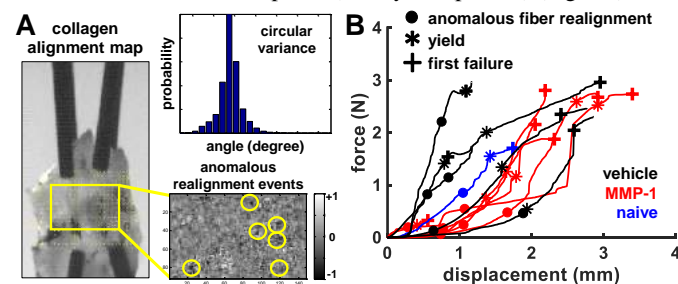 A
collagen
alignment map
probability
circular
variance
angle (degree)
anomalous
realignment events
+1
0
-1
20
40
60
80
20 40 60 80 100 120 140
B
anomalous fiber realignment
yield
first failure
force (N)
4
3
2
1
0
vehicle
MMP-1
naive
0 1 2 3 4
displacement (mm)